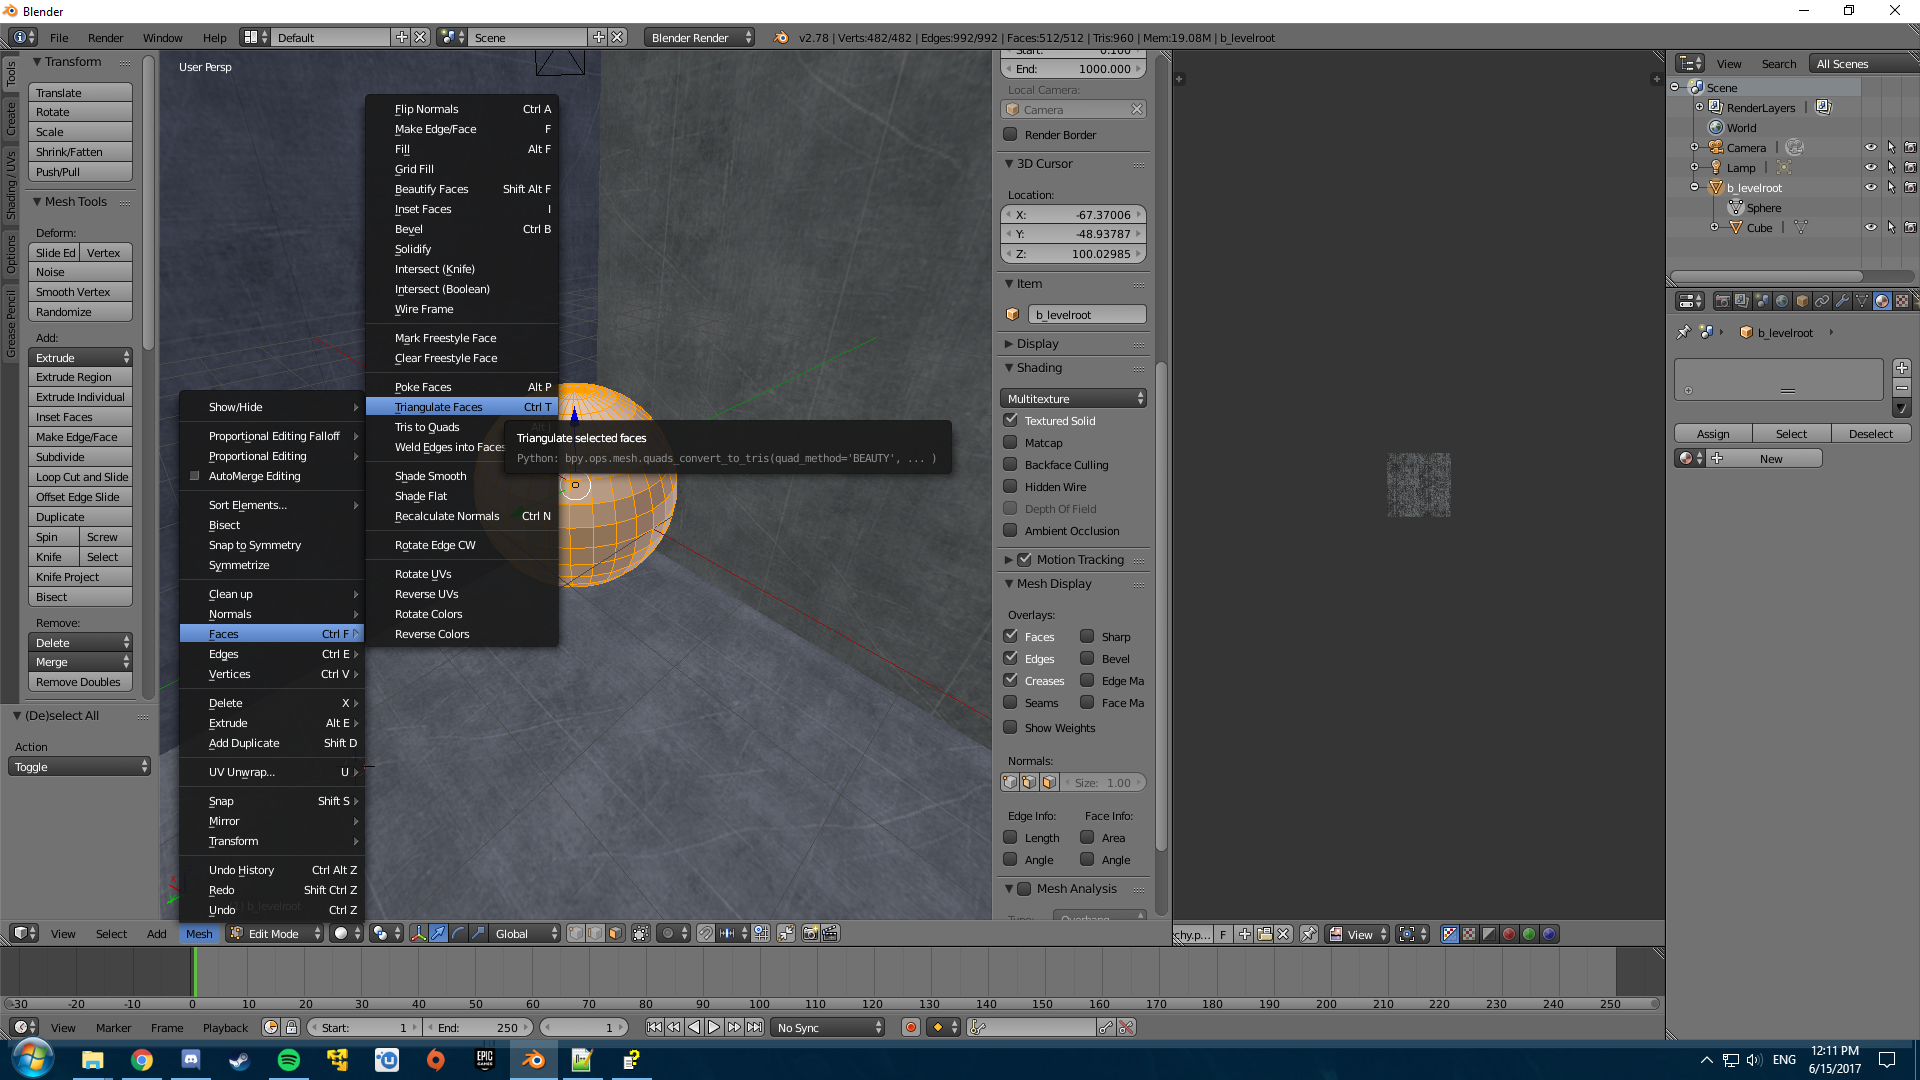 Blender
File Render Window Help Default Scene Blender Render v2.78 | Verts:482/482 | Edges:992/992 | Faces:512/512 | Tris:960 | Mem:19.08M | b_levelroot
Tools
Create
Shading / UVs
Options
Grease Pencil
Transform
Translate
Rotate
Scale
Shrink/Fatten
Push/Pull
Mesh Tools
Deform:
Slide Ed Vertex
Noise
Smooth Vertex
Randomize
Add:
Extrude
Extrude Region
Extrude Individual
Inset Faces
Make Edge/Face
Subdivide
Loop Cut and Slide
Offset Edge Slide
Duplicate
Spin Screw
Knife Select
Knife Project
Bisect
Remove:
Delete
Merge
Remove Doubles
(De)select All
Action
Toggle
User Persp
Show/Hide
Proportional Editing Falloff
Proportional Editing
AutoMerge Editing
Sort Elements...
Bisect
Snap to Symmetry
Symmetrize
Clean up
Normals
Faces Ctrl F
Edges Ctrl E
Vertices Ctrl V
Delete X
Extrude Alt E
Add Duplicate Shift D
UV Unwrap... U
Snap Shift S
Mirror
Transform
Undo History Ctrl Alt Z
Redo Shift Ctrl Z
Undo Ctrl Z
Flip Normals Ctrl A
Make Edge/Face F
Fill Alt F
Grid Fill
Beautify Faces Shift Alt F
Inset Faces I
Bevel Ctrl B
Solidify
Intersect (Knife)
Intersect (Boolean)
Wire Frame
Mark Freestyle Face
Clear Freestyle Face
Poke Faces Alt P
Triangulate Faces Ctrl T
Tris to Quads Alt J
Weld Edges into Faces
Shade Smooth
Shade Flat
Recalculate Normals Ctrl N
Rotate Edge CW
Rotate UVs
Reverse UVs
Rotate Colors
Reverse Colors
Triangulate selected faces
Python: bpy.ops.mesh.quads_convert_to_tris(quad_method='BEAUTY', ... )
Start: 0.100
End: 1000.000
Local Camera:
Camera
Render Border
3D Cursor
Location:
X: -67.37006
Y: -48.93787
Z: 100.02985
Item
b_levelroot
Display
Shading
Multitexture
Textured Solid
Matcap
Backface Culling
Hidden Wire
Depth Of Field
Ambient Occlusion
Motion Tracking
Mesh Display
Overlays:
Faces Sharp
Edges Bevel
Creases Edge Ma
Seams Face Ma
Show Weights
Normals:
Size: 1.00
Edge Info: Face Info:
Length Area
Angle Angle
Mesh Analysis
Type: Overhang
View Search All Scenes
Scene
RenderLayers
World
Camera
Lamp
b_levelroot
Sphere
Cube
b_levelroot
Assign Select Deselect
New
View Select Add Mesh Edit Mode Global
chy.p... F View
-30 -20 -10 0 10 20 30 40 50 60 70 80 90 100 110 120 130 140 150 160 170 180 190 200 210 220 230 240 250
View Marker Frame Playback Start: 1 End: 250 1 No Sync
EPIC GAMES
ENG
12:11 PM
6/15/2017